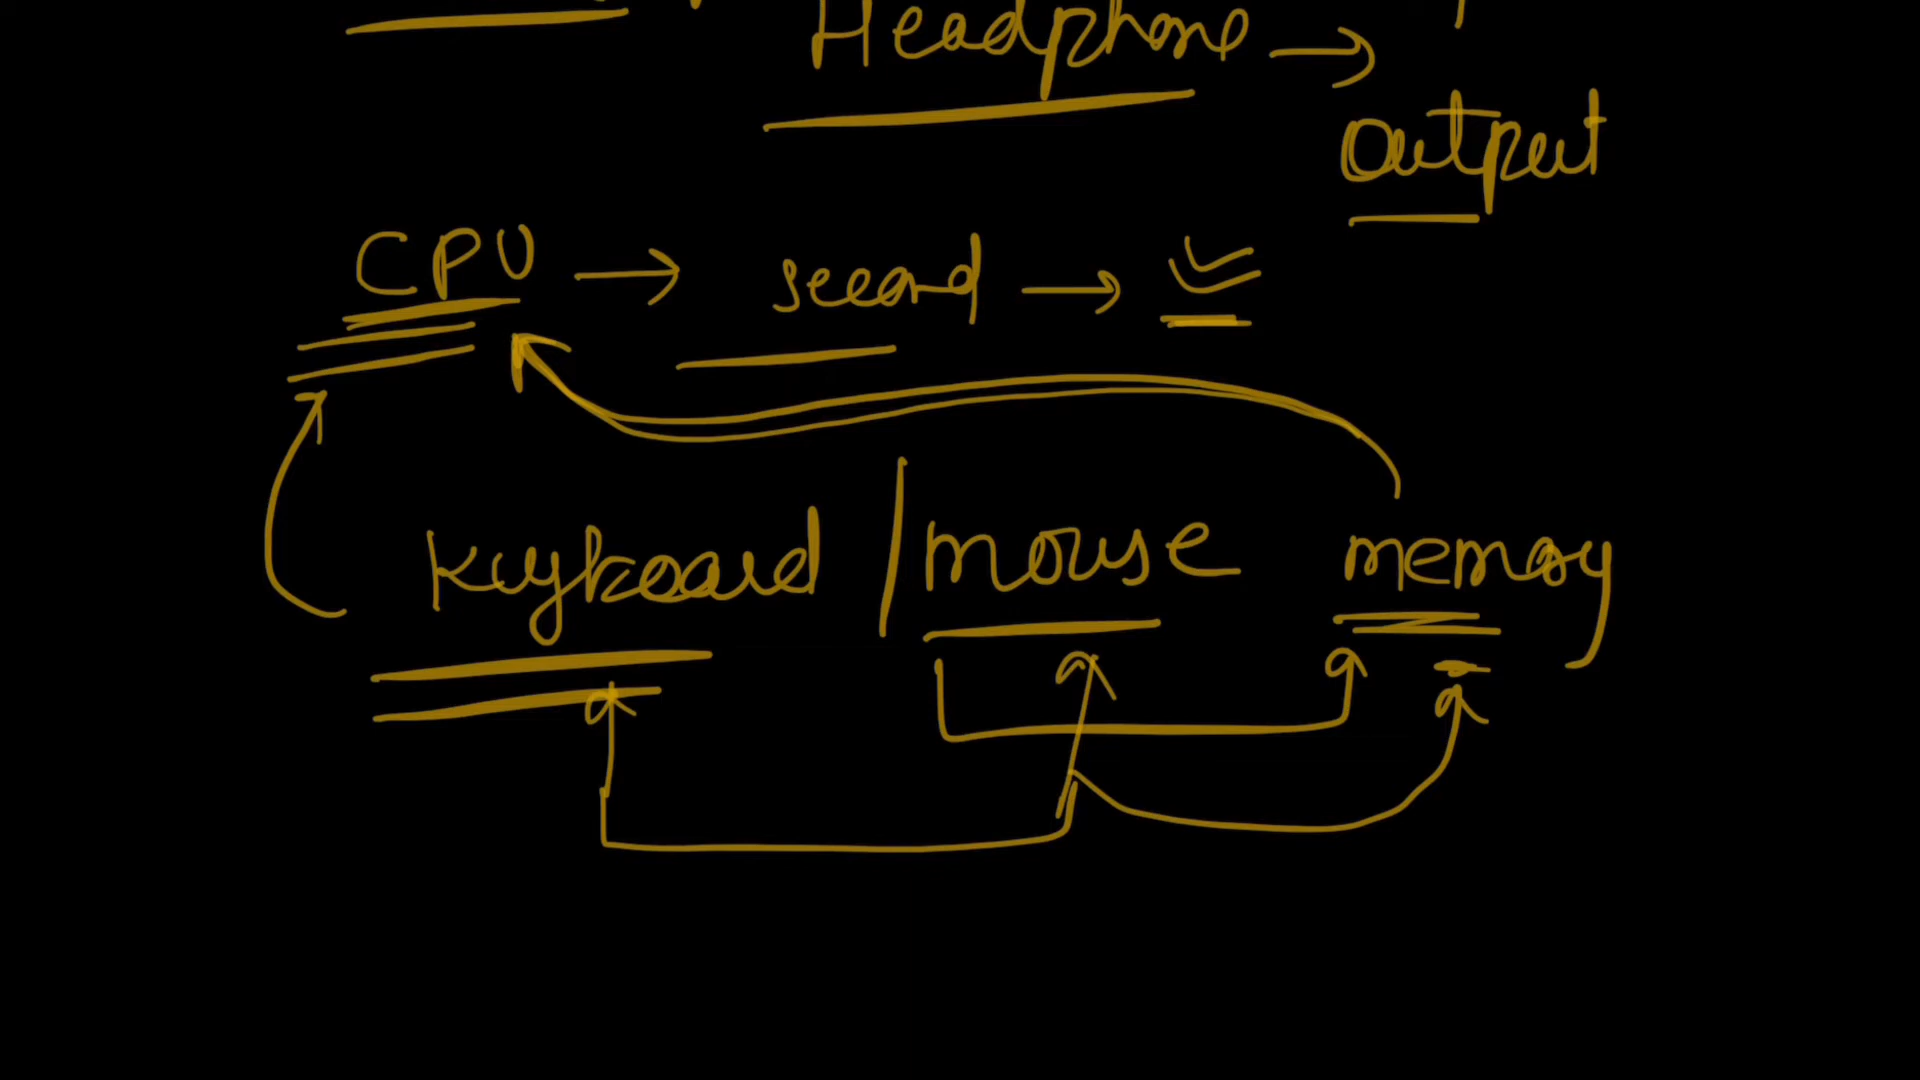 Headphone →
output
CPU → second →
Keyboard / mouse memory